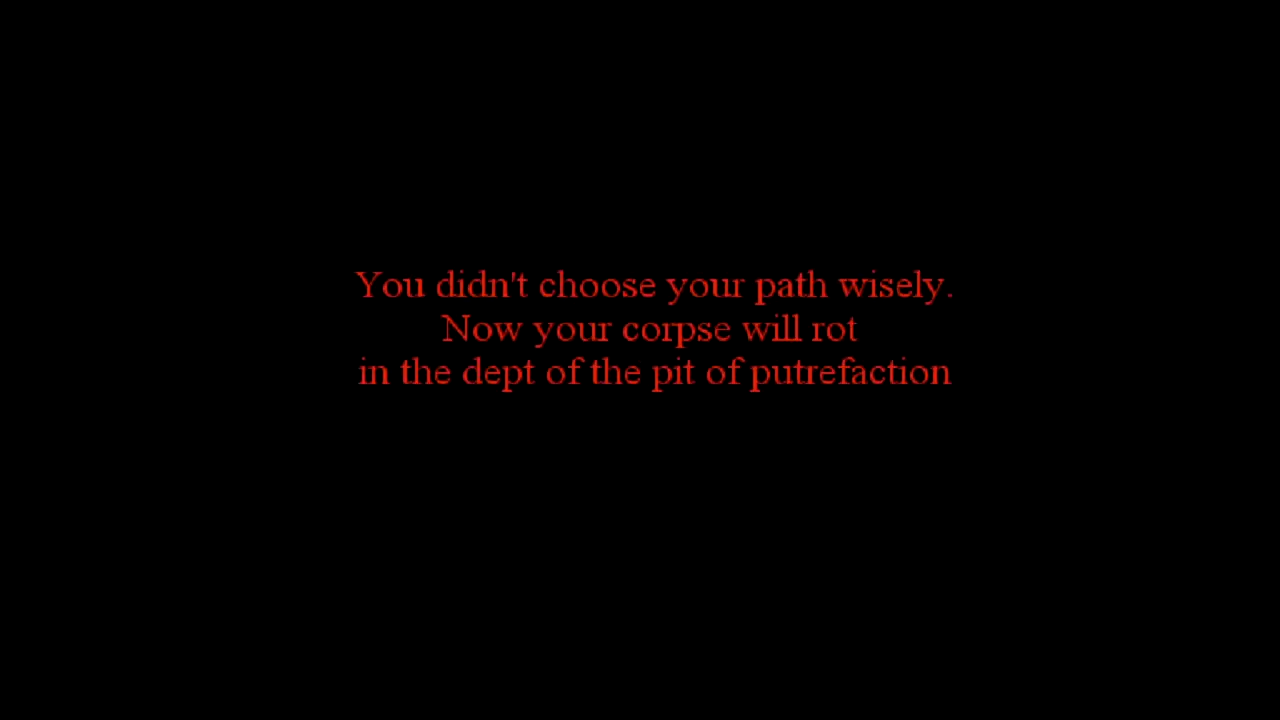 You didn't choose your path wisely.
Now your corpse will rot
in the dept of the pit of putrefaction